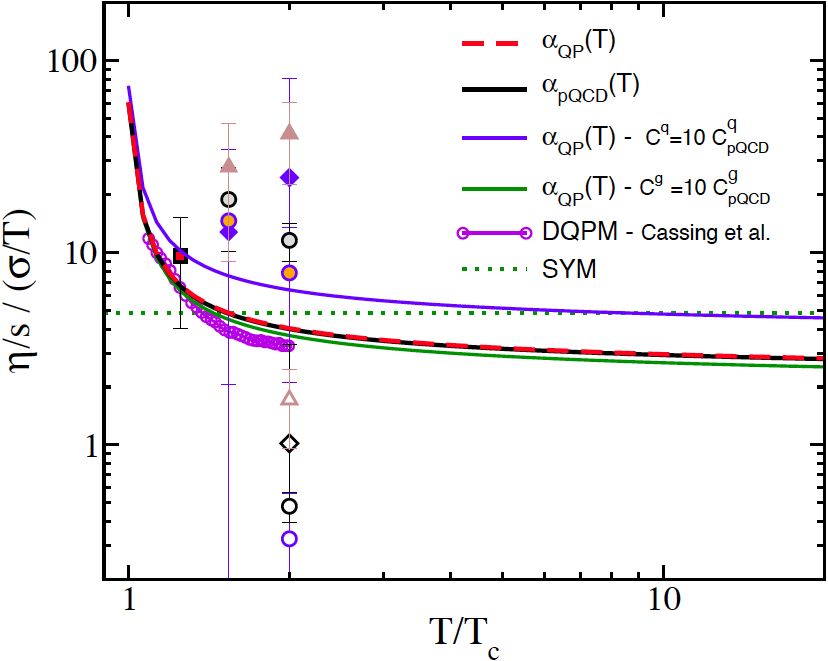 α_QP(T)
α_pQCD(T)
α_QP(T) - C^q=10 C^q_pQCD
α_QP(T) - C^g =10 C^g_pQCD
DQPM - Cassing et al.
SYM
η/s / (σ/T)
100
10
1
1
10
T/T_c